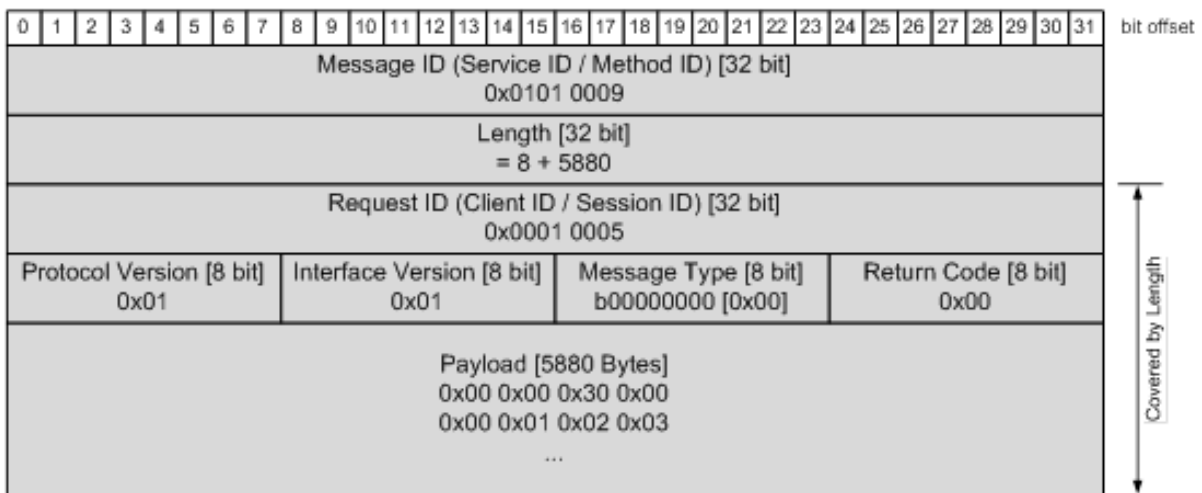 0 1 2 3 4 5 6 7 8 9 10 11 12 13 14 15 16 17 18 19 20 21 22 23 24 25 26 27 28 29 30 31 bit offset
Message ID (Service ID / Method ID) [32 bit]
0x0101 0009
Length [32 bit]
= 8 + 5880
Request ID (Client ID / Session ID) [32 bit]
0x0001 0005
Protocol Version [8 bit] Interface Version [8 bit] Message Type [8 bit] Return Code [8 bit]
0x01 0x01 b00000000 [0x00] 0x00
Payload [5880 Bytes]
0x00 0x00 0x30 0x00
0x00 0x01 0x02 0x03
...
Covered by Length